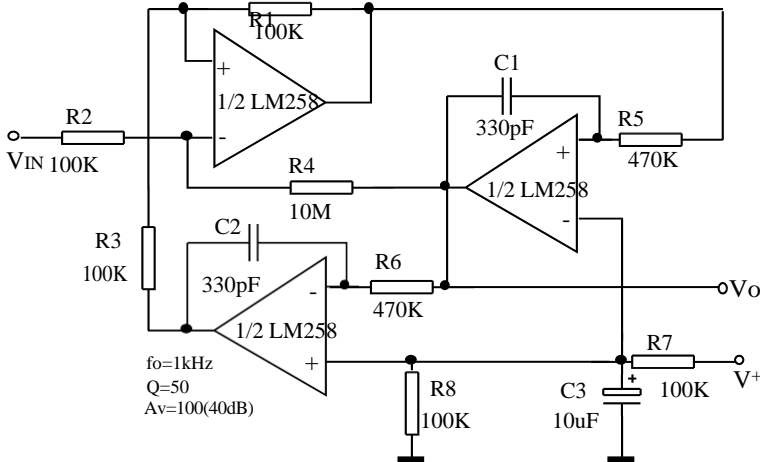 R1
100K
+
1/2 LM258
-
R2
VIN 100K
C1
330pF
R5
470K
+
1/2 LM258
-
R4
10M
R3
100K
C2
330pF
R6
470K
-
1/2 LM258
+
VO
fo=1kHz
Q=50
Av=100(40dB)
R8
100K
C3
10uF
+
R7
100K
V+